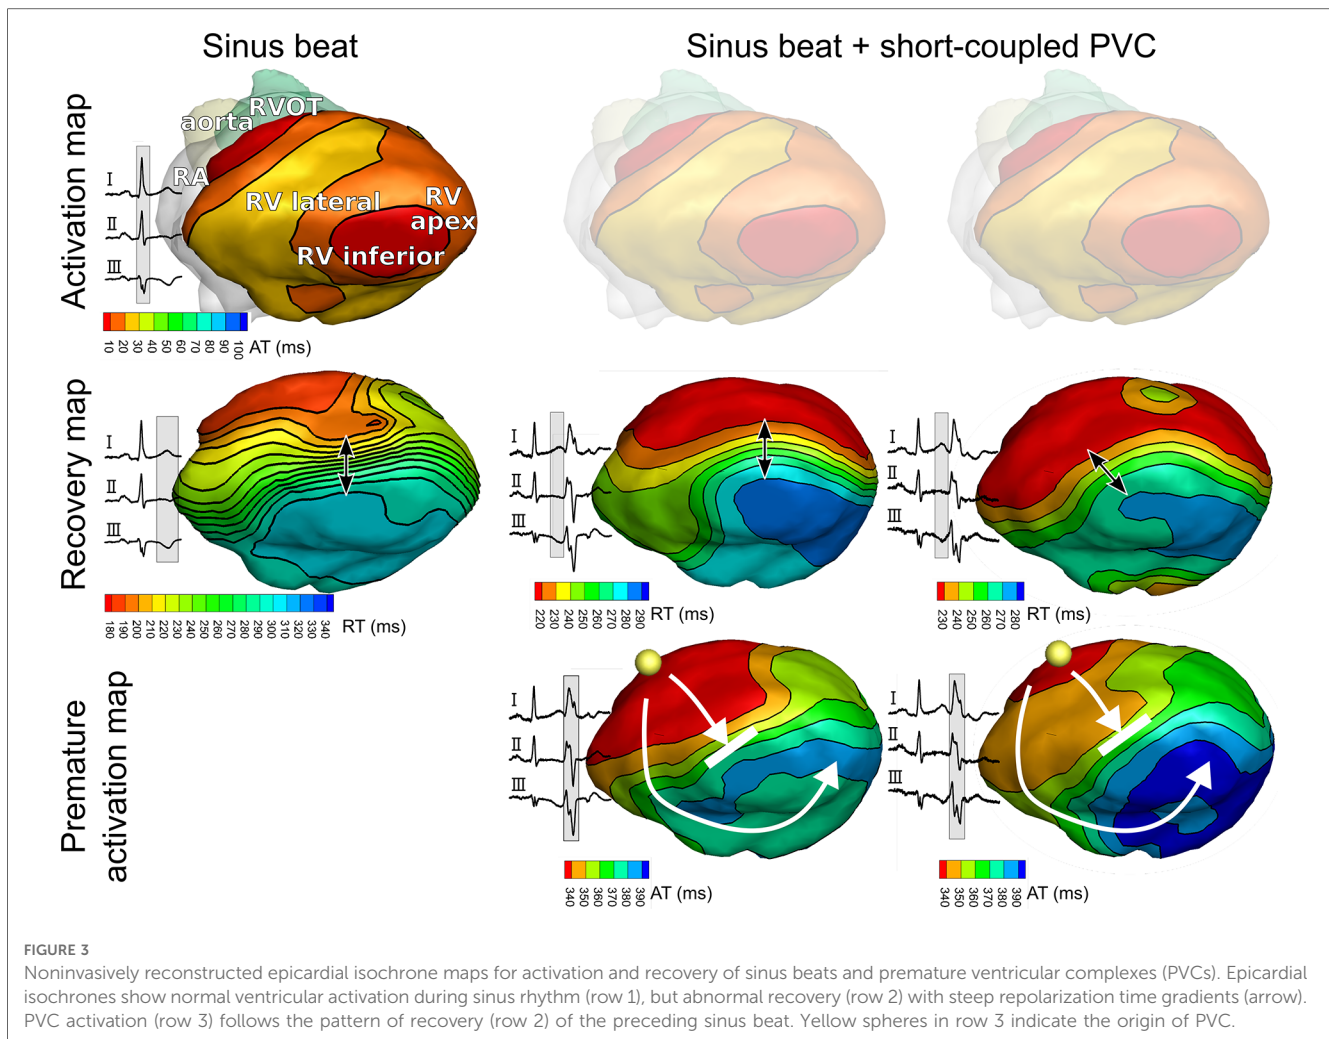 Sinus beat
Sinus beat + short-coupled PVC
Activation map
RVOT
aorta
RA
RV lateral
RV
apex
RV inferior
I
II
III
10 20 30 40 50 60 70 80 90 100
AT (ms)
Recovery map
I
II
III
180 190 200 210 220 230 240 250 260 270 280 290 300 310 320 330 340
RT (ms)
I
II
III
220 230 240 250 260 270 280 290
RT (ms)
I
II
III
230 240 250 260 270 280
RT (ms)
Premature
activation map
I
II
III
340 350 360 370 380 390
AT (ms)
I
II
III
340 350 360 370 380 390
AT (ms)
FIGURE 3
Noninvasively reconstructed epicardial isochrone maps for activation and recovery of sinus beats and premature ventricular complexes (PVCs). Epicardial
isochrones show normal ventricular activation during sinus rhythm (row 1), but abnormal recovery (row 2) with steep repolarization time gradients (arrow).
PVC activation (row 3) follows the pattern of recovery (row 2) of the preceding sinus beat. Yellow spheres in row 3 indicate the origin of PVC.